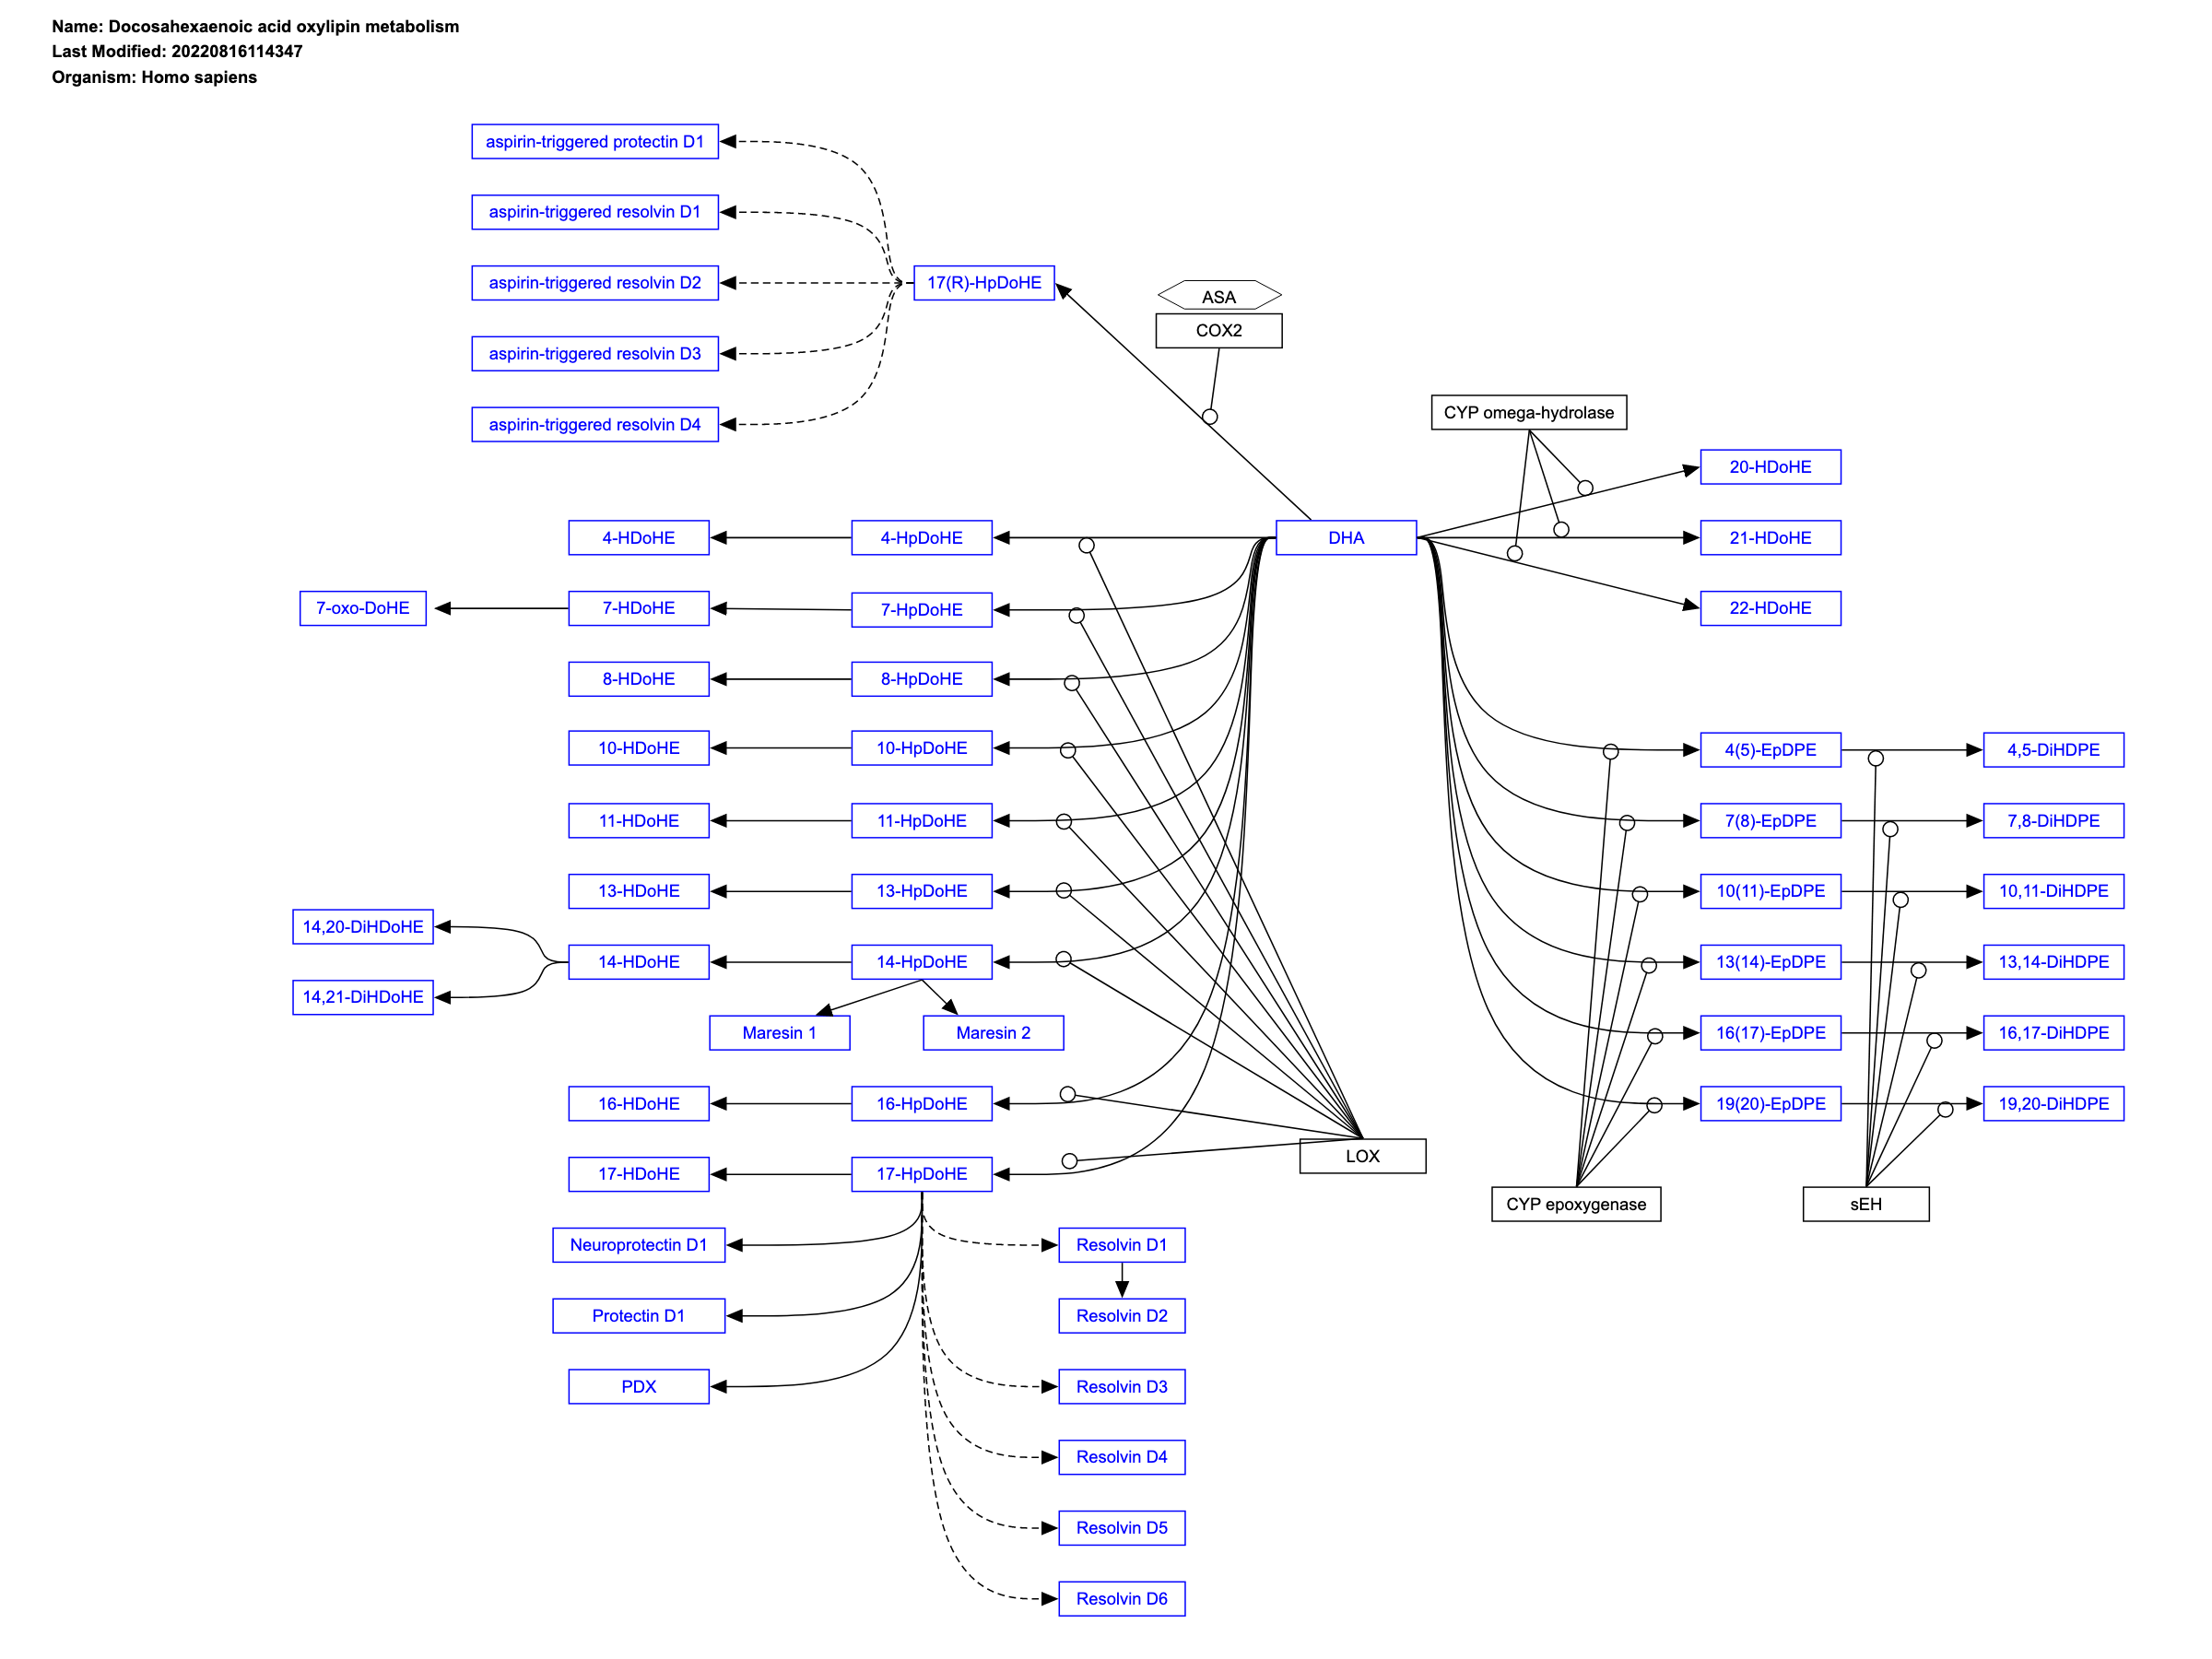 Name: Docosahexaenoic acid oxylipin metabolism
Last Modified: 20220816114347
Organism: Homo sapiens
aspirin-triggered protectin D1
aspirin-triggered resolvin D1
aspirin-triggered resolvin D2
17(R)-HpDoHE
ASA
COX2
aspirin-triggered resolvin D3
aspirin-triggered resolvin D4
CYP omega-hydrolase
20-HDoHE
4-HDoHE
4-HpDoHE
DHA
21-HDoHE
7-oxo-DoHE
7-HDoHE
7-HpDoHE
22-HDoHE
8-HDoHE
8-HpDoHE
10-HDoHE
10-HpDoHE
4(5)-EpDPE
4,5-DiHDPE
11-HDoHE
11-HpDoHE
7(8)-EpDPE
7,8-DiHDPE
13-HDoHE
13-HpDoHE
10(11)-EpDPE
10,11-DiHDPE
14,20-DiHDoHE
14-HDoHE
14-HpDoHE
13(14)-EpDPE
13,14-DiHDPE
14,21-DiHDoHE
Maresin 1
Maresin 2
16(17)-EpDPE
16,17-DiHDPE
16-HDoHE
16-HpDoHE
19(20)-EpDPE
19,20-DiHDPE
LOX
17-HDoHE
17-HpDoHE
CYP epoxygenase
sEH
Neuroprotectin D1
Resolvin D1
Protectin D1
Resolvin D2
PDX
Resolvin D3
Resolvin D4
Resolvin D5
Resolvin D6